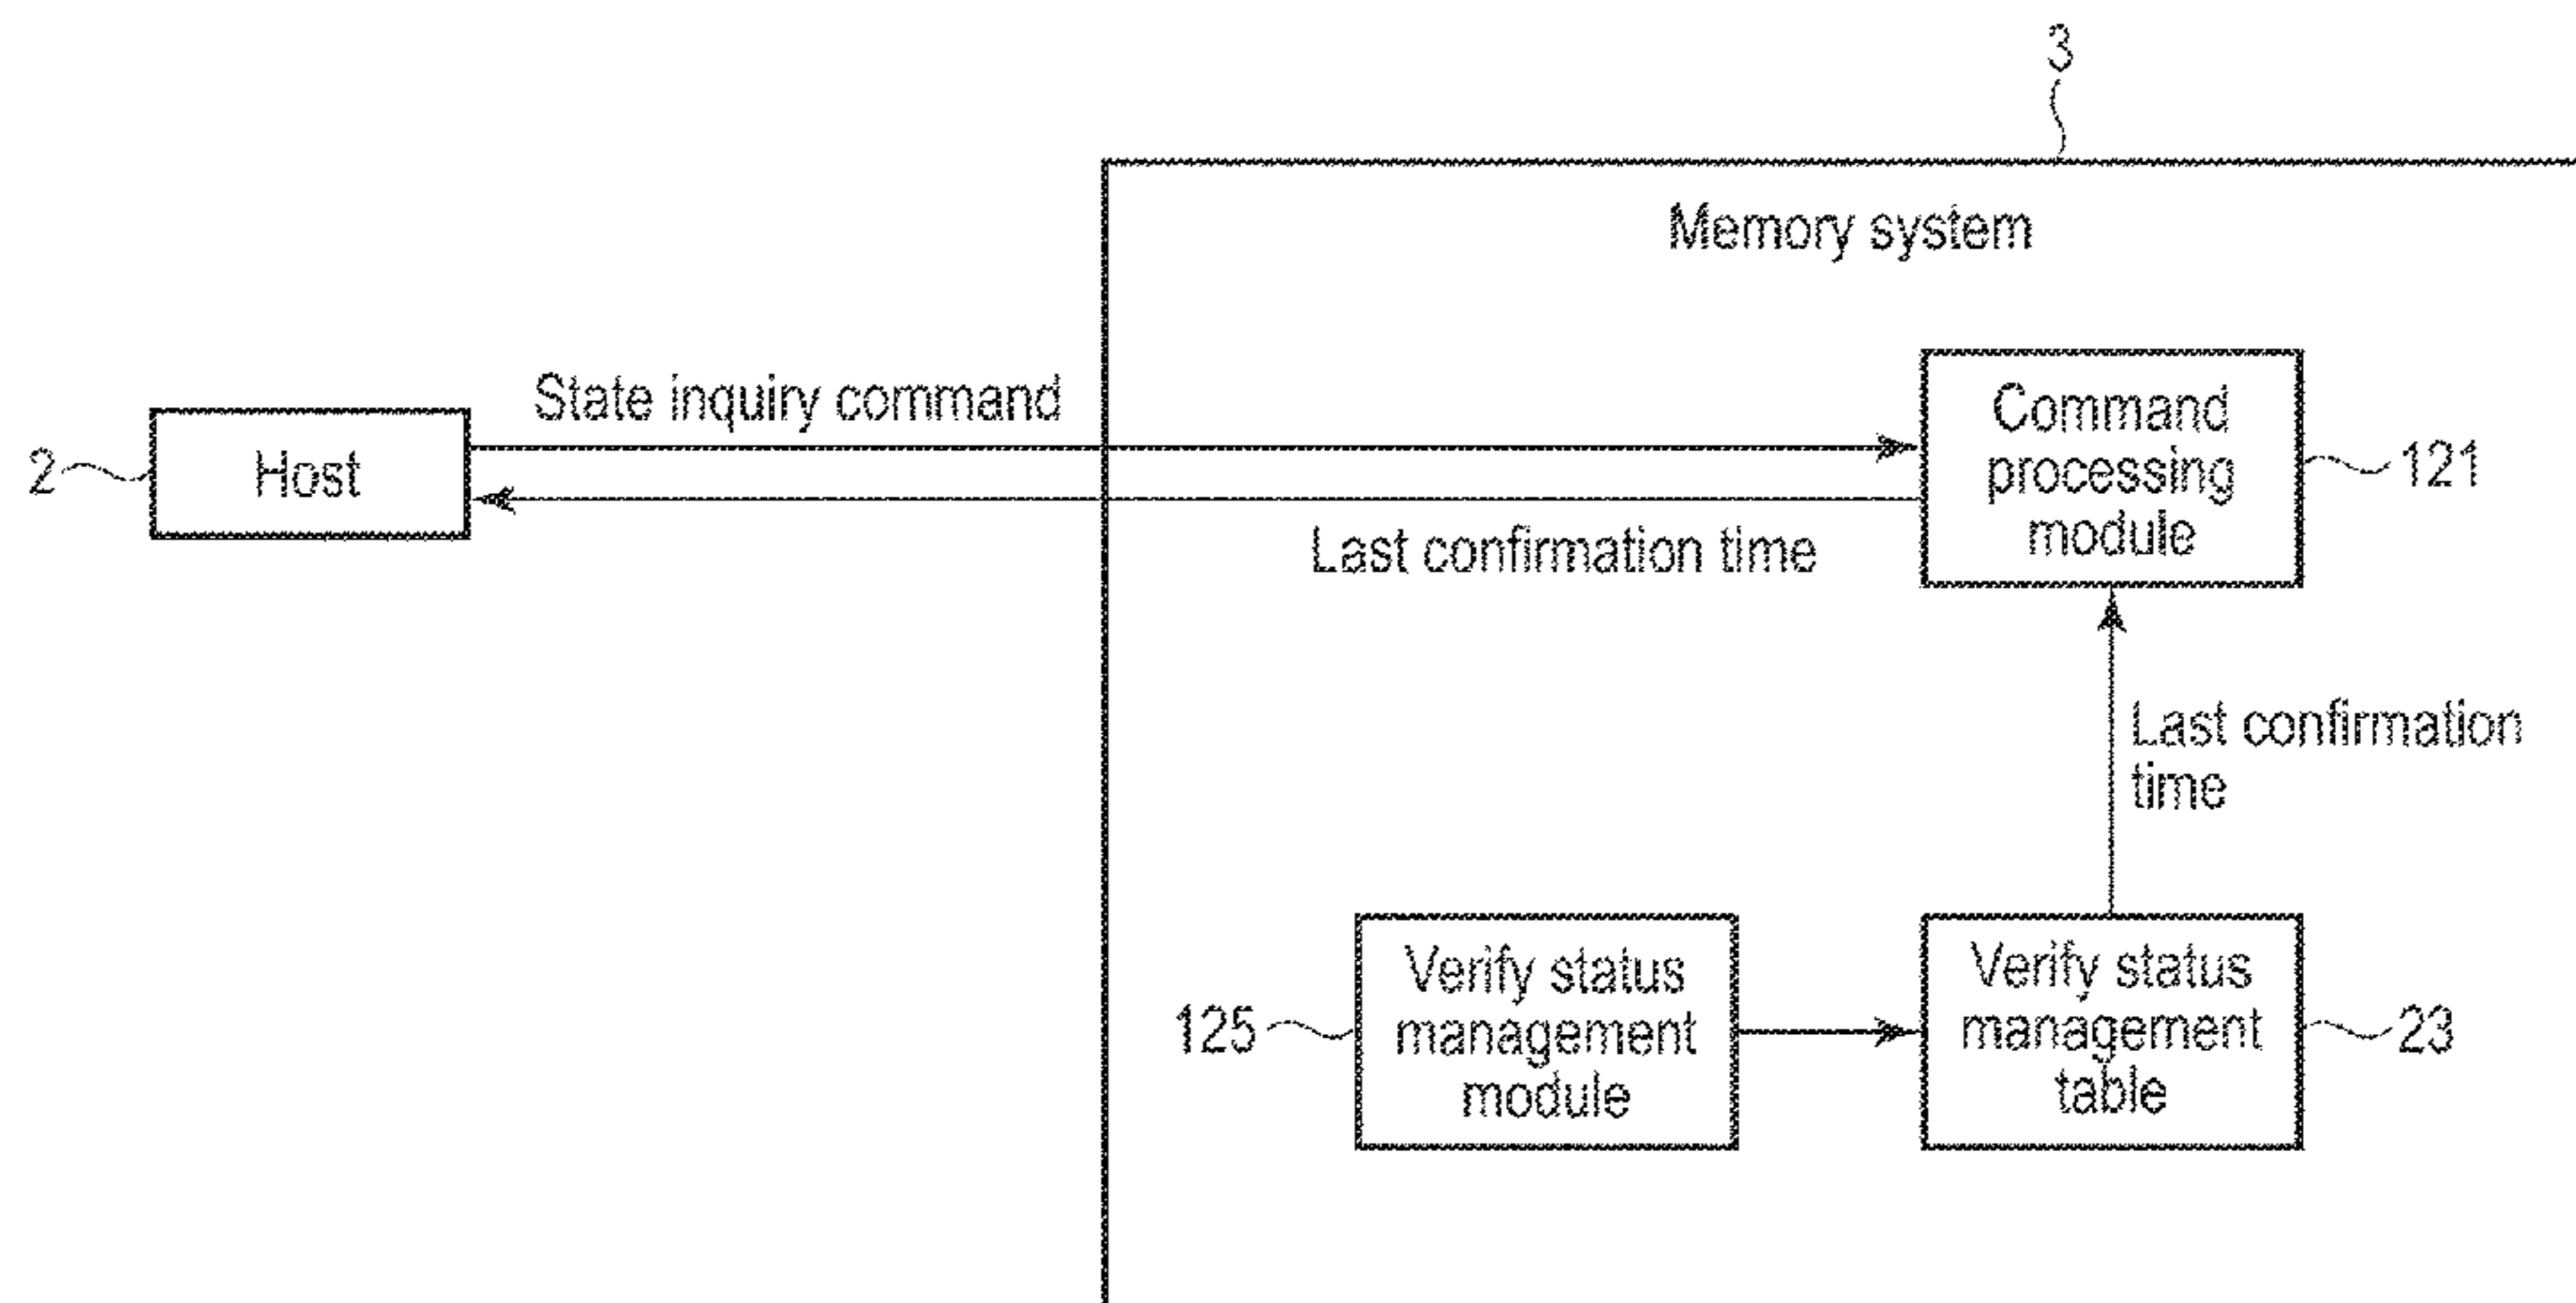 3
Memory system
State inquiry command
2
Host
Command
processing
module
121
Last confirmation time
Last confirmation
time
125
Verify status
management
module
Verify status
management
table
23